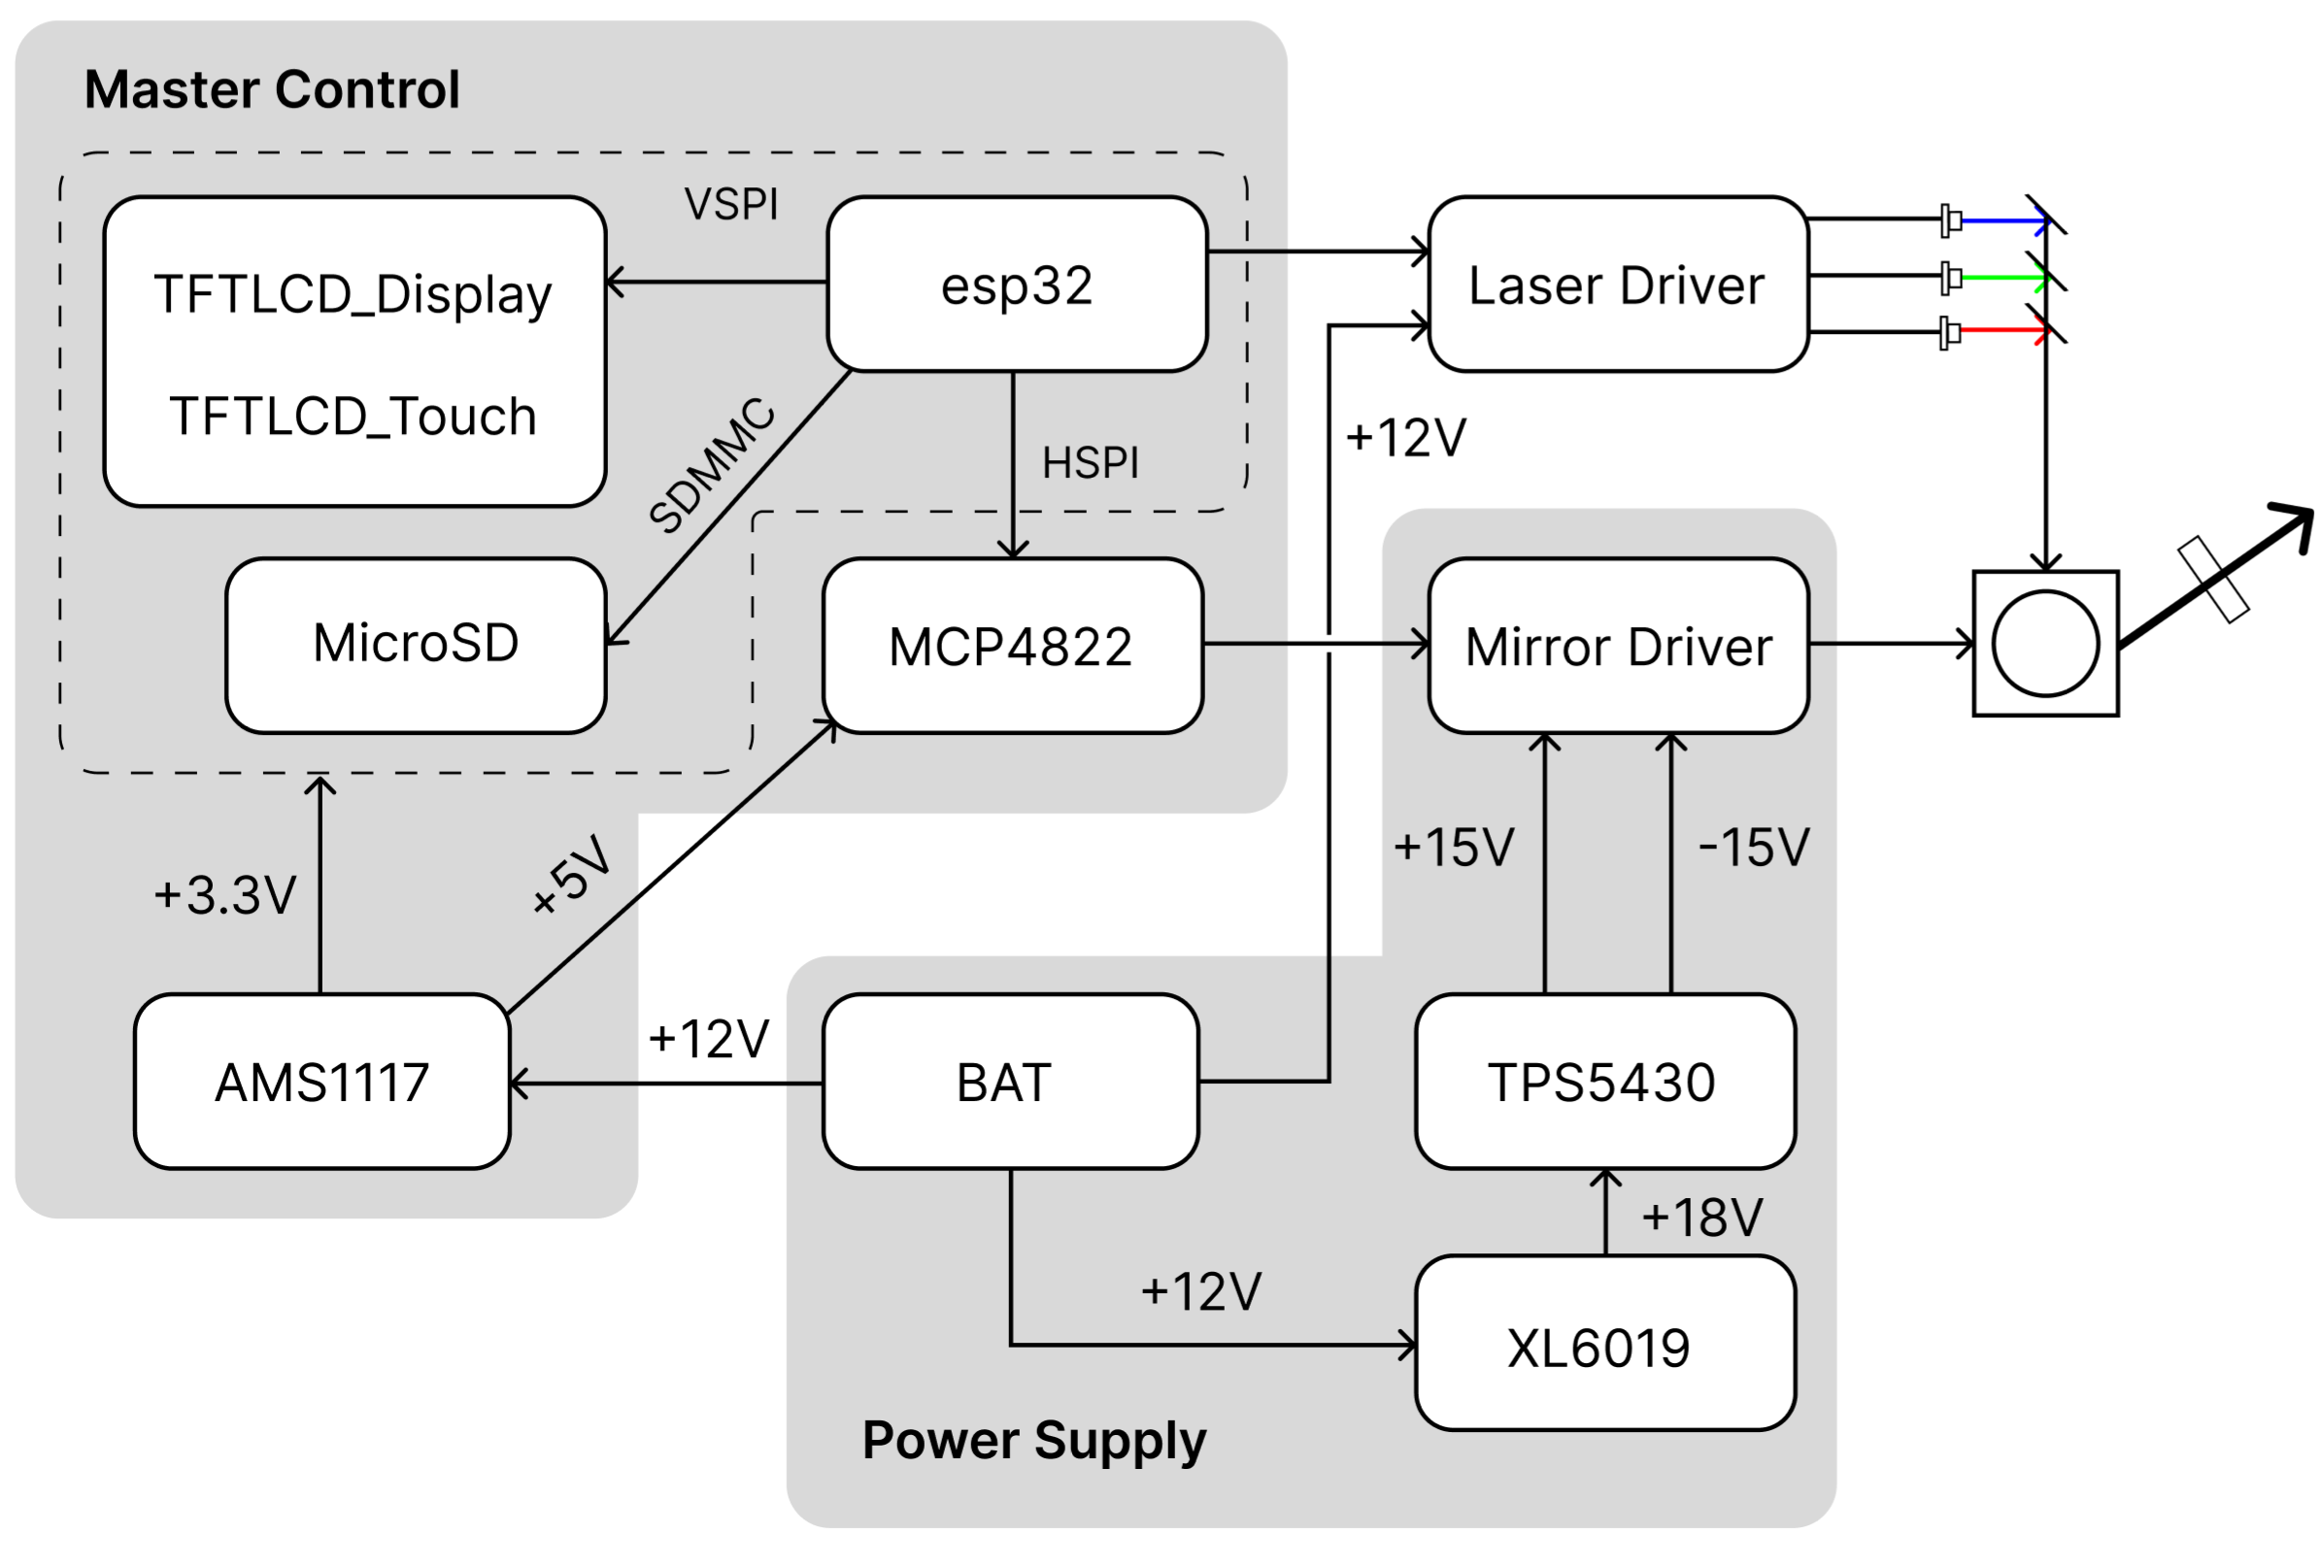 Master Control
VSPI
TFTLCD_Display
TFTLCD_Touch
esp32
Laser Driver
SDMMC
HSPI
+12V
MicroSD
MCP4822
Mirror Driver
+3.3V
+5V
+15V
-15V
AMS1117
+12V
BAT
TPS5430
+18V
+12V
XL6019
Power Supply